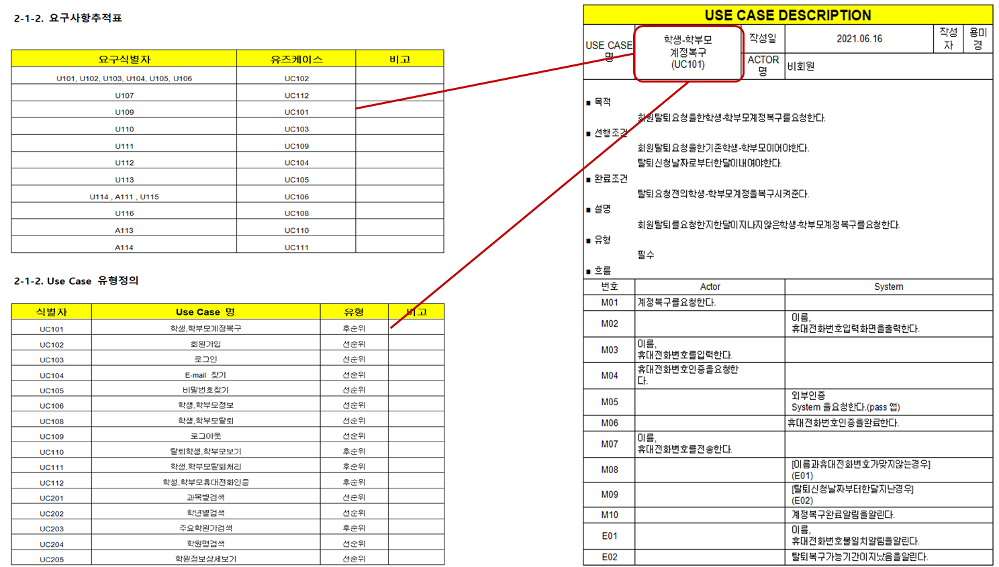 2-1-2. 요구사항추적표
요구식별자 유즈케이스 비고
U101, U102, U103, U104, U105, U106 UC102
U107 UC112
U109 UC101
U110 UC103
U111 UC109
U112 UC104
U113 UC105
U114 , A111 , U115 UC106
U116 UC108
A113 UC110
A114 UC111
2-1-2. Use Case 유형정의
식별자 Use Case 명 유형 비고
UC101 학생,학부모계정복구 후순위
UC102 회원가입 선순위
UC103 로그인 선순위
UC104 E-mail 찾기 선순위
UC105 비밀번호찾기 선순위
UC106 학생,학부모정보 선순위
UC108 학생,학부모탈퇴 선순위
UC109 로그아웃 선순위
UC110 탈퇴학생,학부모보기 후순위
UC111 학생,학부모탈퇴처리 후순위
UC112 학생,학부모휴대전화인증 후순위
UC201 과목별검색 선순위
UC202 학년별검색 선순위
UC203 주요학원가검색 후순위
UC204 학원명검색 선순위
UC205 학원정보상세보기 선순위
USE CASE DESCRIPTION
USE CASE
명
학생-학부모
계정복구
(UC101)
작성일
2021.06.16
작성
자
용미
경
ACTOR
명
비회원
■ 목적
회원탈퇴요청을한학생-학부모계정복구를요청한다.
■ 선행조건
회원탈퇴요청을한기존학생-학부모이어야한다.
탈퇴신청날짜로부터한달이내여야한다.
■ 완료조건
탈퇴요청전의학생-학부모계정을복구시켜준다.
■ 설명
회원탈퇴를요청한지한달이지나지않은학생-학부모계정복구를요청한다.
■ 유형
필수
■ 흐름
번호 Actor System
M01 계정복구를요청한다.
M02 이름,
휴대전화번호입력화면을출력한다.
M03 이름,
휴대전화번호를입력한다.
M04 휴대전화번호인증을요청한
다.
M05 외부인증
System 을요청한다.(pass 앱)
M06 휴대전화번호인증을완료한다.
M07 이름,
휴대전화번호를전송한다.
M08 [이름과휴대전화번호가맞지않는경우]
(E01)
M09 [탈퇴신청날짜부터한달지난경우]
(E02)
M10 계정복구완료알림을알린다.
E01 이름,
휴대전화번호불일치알림을알린다.
E02 탈퇴복구가능기간이지났음을알린다.